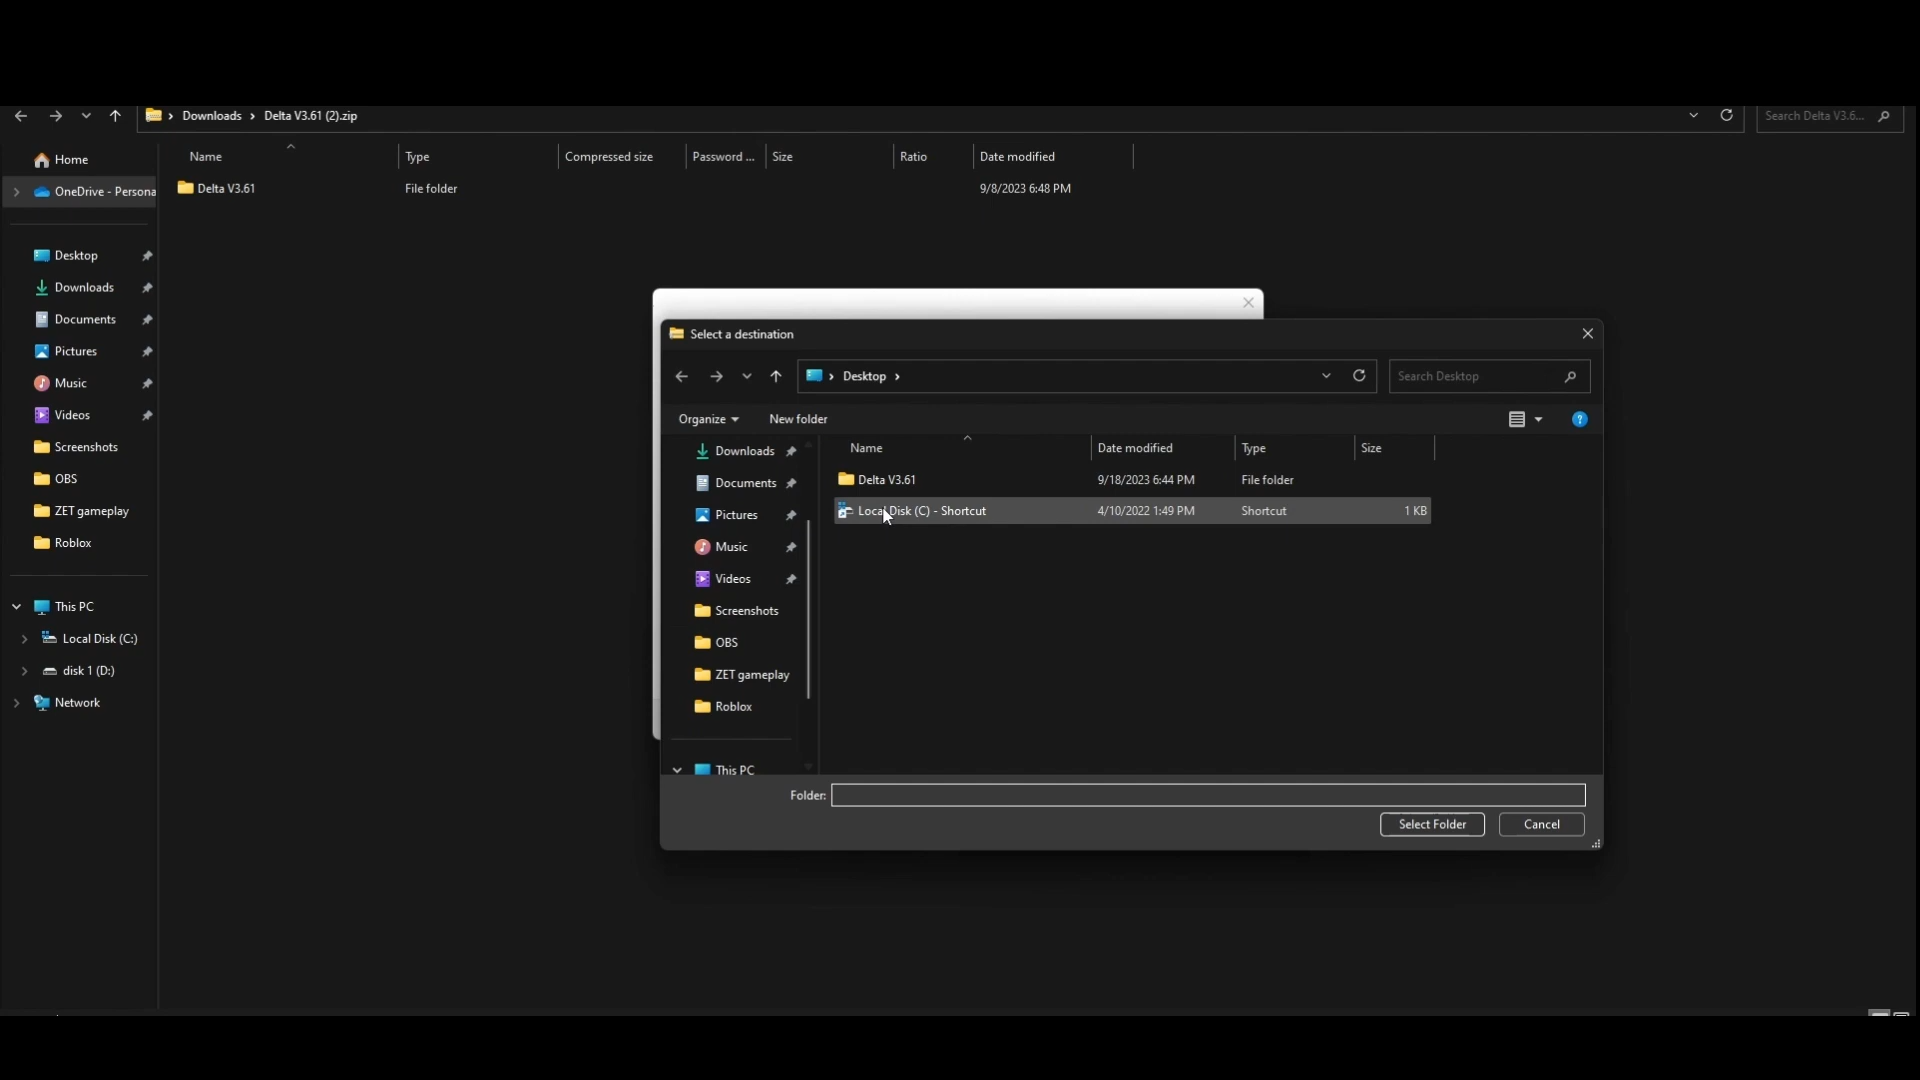 Downloads > Delta V3.61 (2).zip
Search Delta V3.6...
Name Type Compressed size Password ... Size Ratio Date modified
Delta V3.61 File folder 9/8/2023 6:48 PM
Home
OneDrive - Persona
Desktop
Downloads
Documents
Pictures
Music
Videos
Screenshots
OBS
ZET gameplay
Roblox
This PC
Local Disk (C:)
disk 1 (D:)
Network
Select a destination
Desktop >
Search Desktop
Organize New folder
?
Name Date modified Type Size
Downloads
Documents
Pictures
Music
Videos
Screenshots
OBS
ZET gameplay
Roblox
This PC
Delta V3.61 9/18/2023 6:44 PM File folder
Local Disk (C) - Shortcut 4/10/2022 1:49 PM Shortcut 1 KB
Folder:
Select Folder Cancel